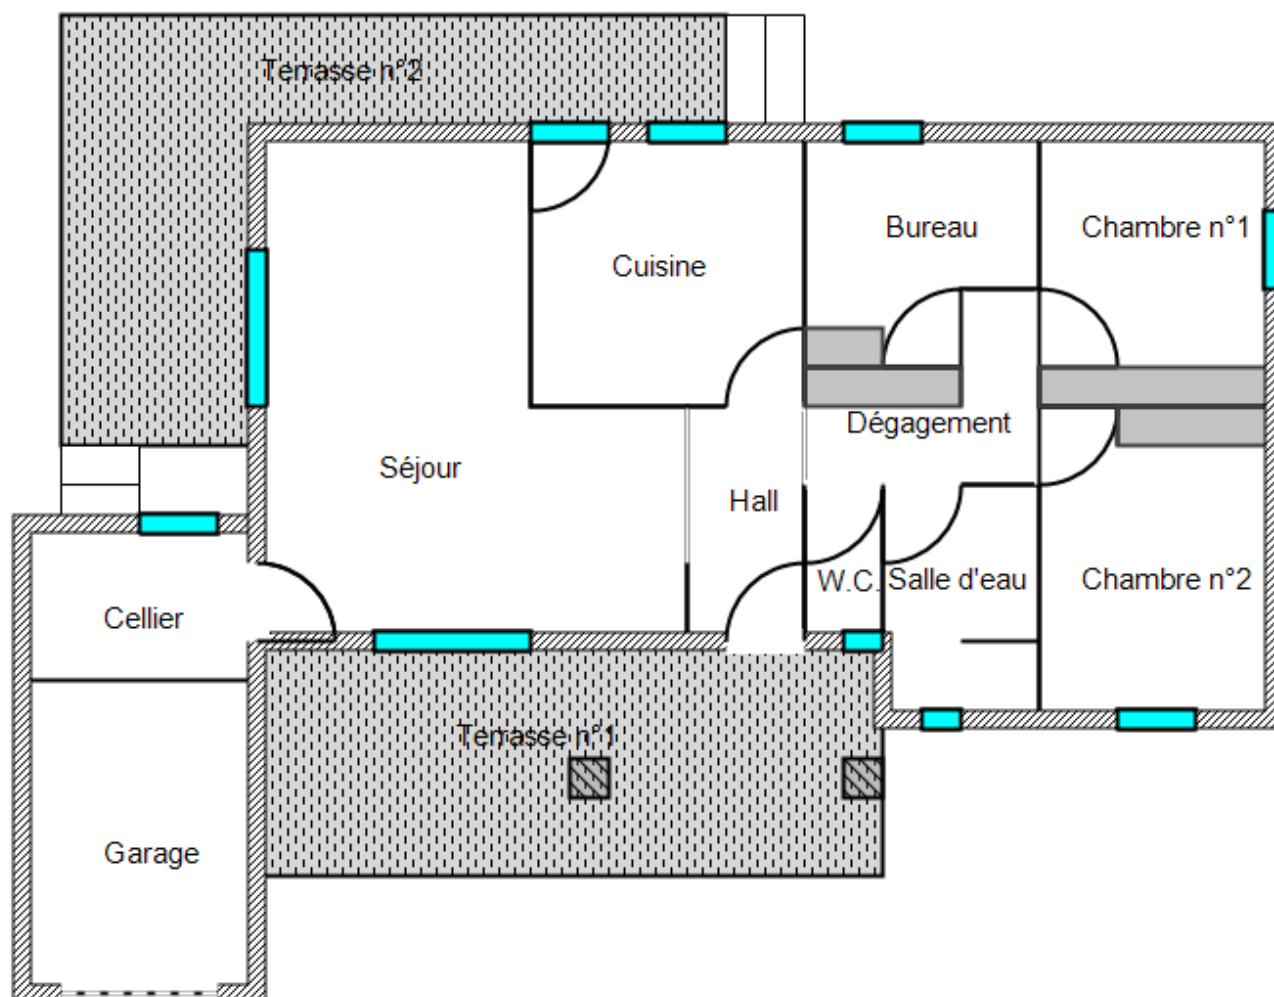 Terrasse n°2
Bureau
Chambre n°1
Cuisine
Dégagement
Séjour
Hall
W.C.
Salle d'eau
Chambre n°2
Cellier
Terrasse n°1
Garage